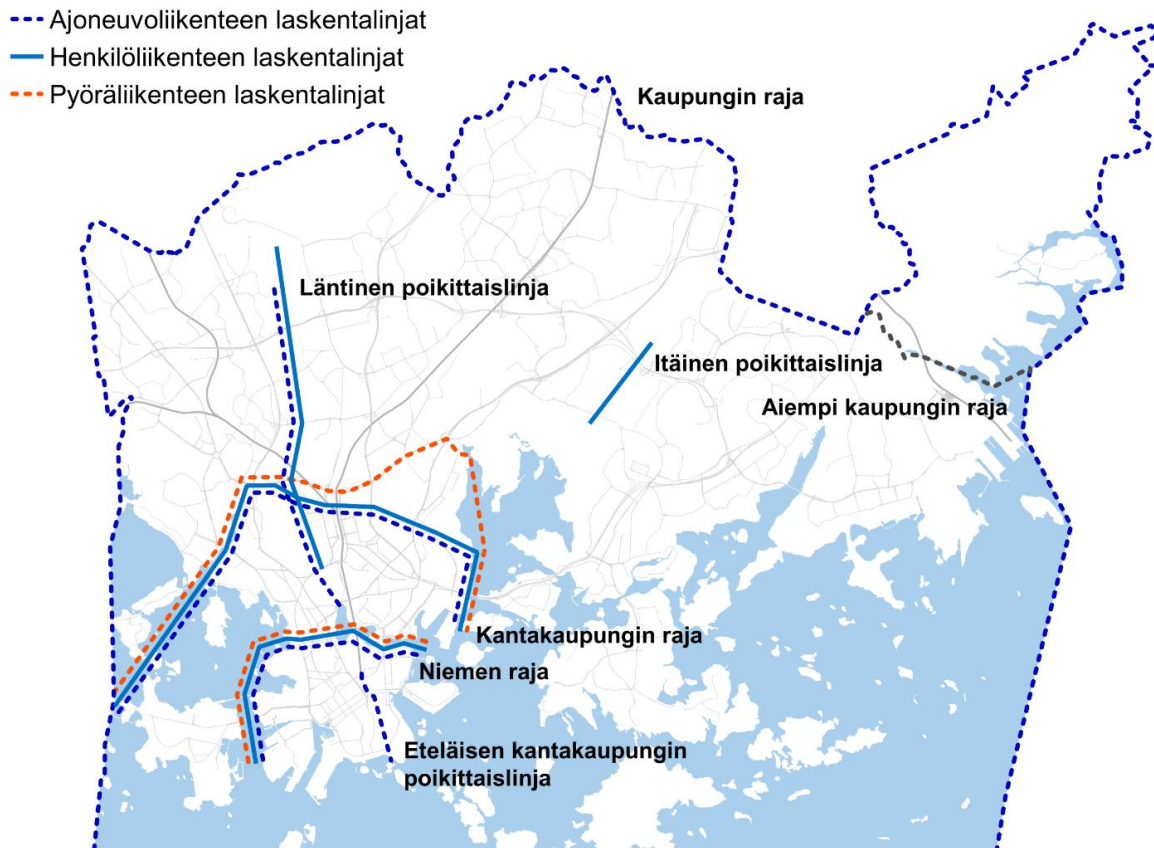 Ajoneuvoliikenteen laskentalinjat
Henkilöliikenteen laskentalinjat
Pyöräliikenteen laskentalinjat
Kaupungin raja
Läntinen poikittaislinja
Itäinen poikittaislinja
Aiempi kaupungin raja
Kantakaupungin raja
Niemen raja
Eteläisen kantakaupungin
poikittaislinja